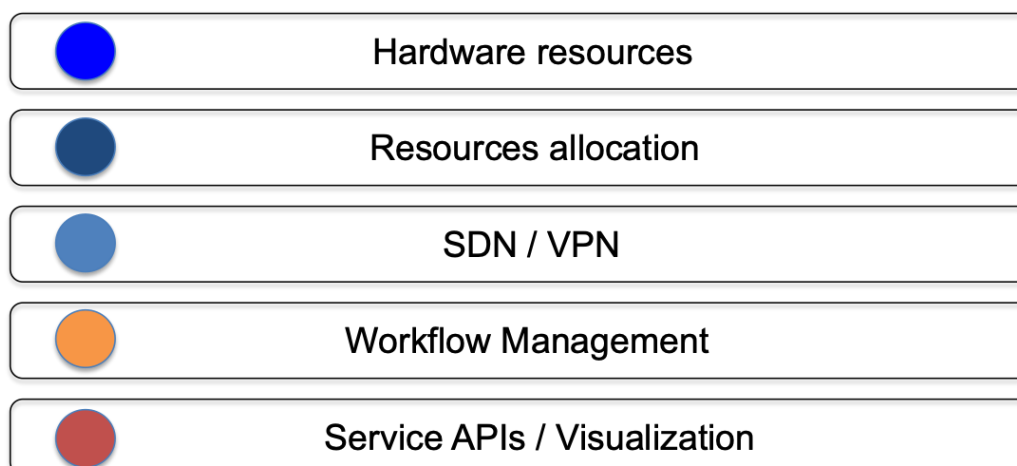 Hardware resources
Resources allocation
SDN / VPN
Workflow Management
Service APIs / Visualization